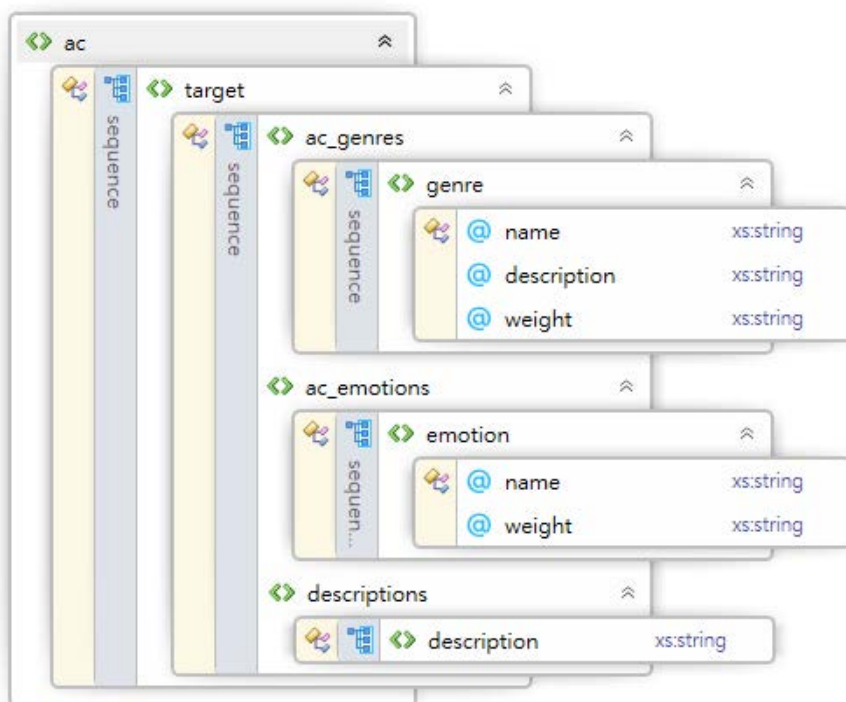 ac
sequence
target
sequence
ac_genres
sequence
genre
@ name xs:string
@ description xs:string
@ weight xs:string
ac_emotions
sequen...
emotion
@ name xs:string
@ weight xs:string
descriptions
description xs:string